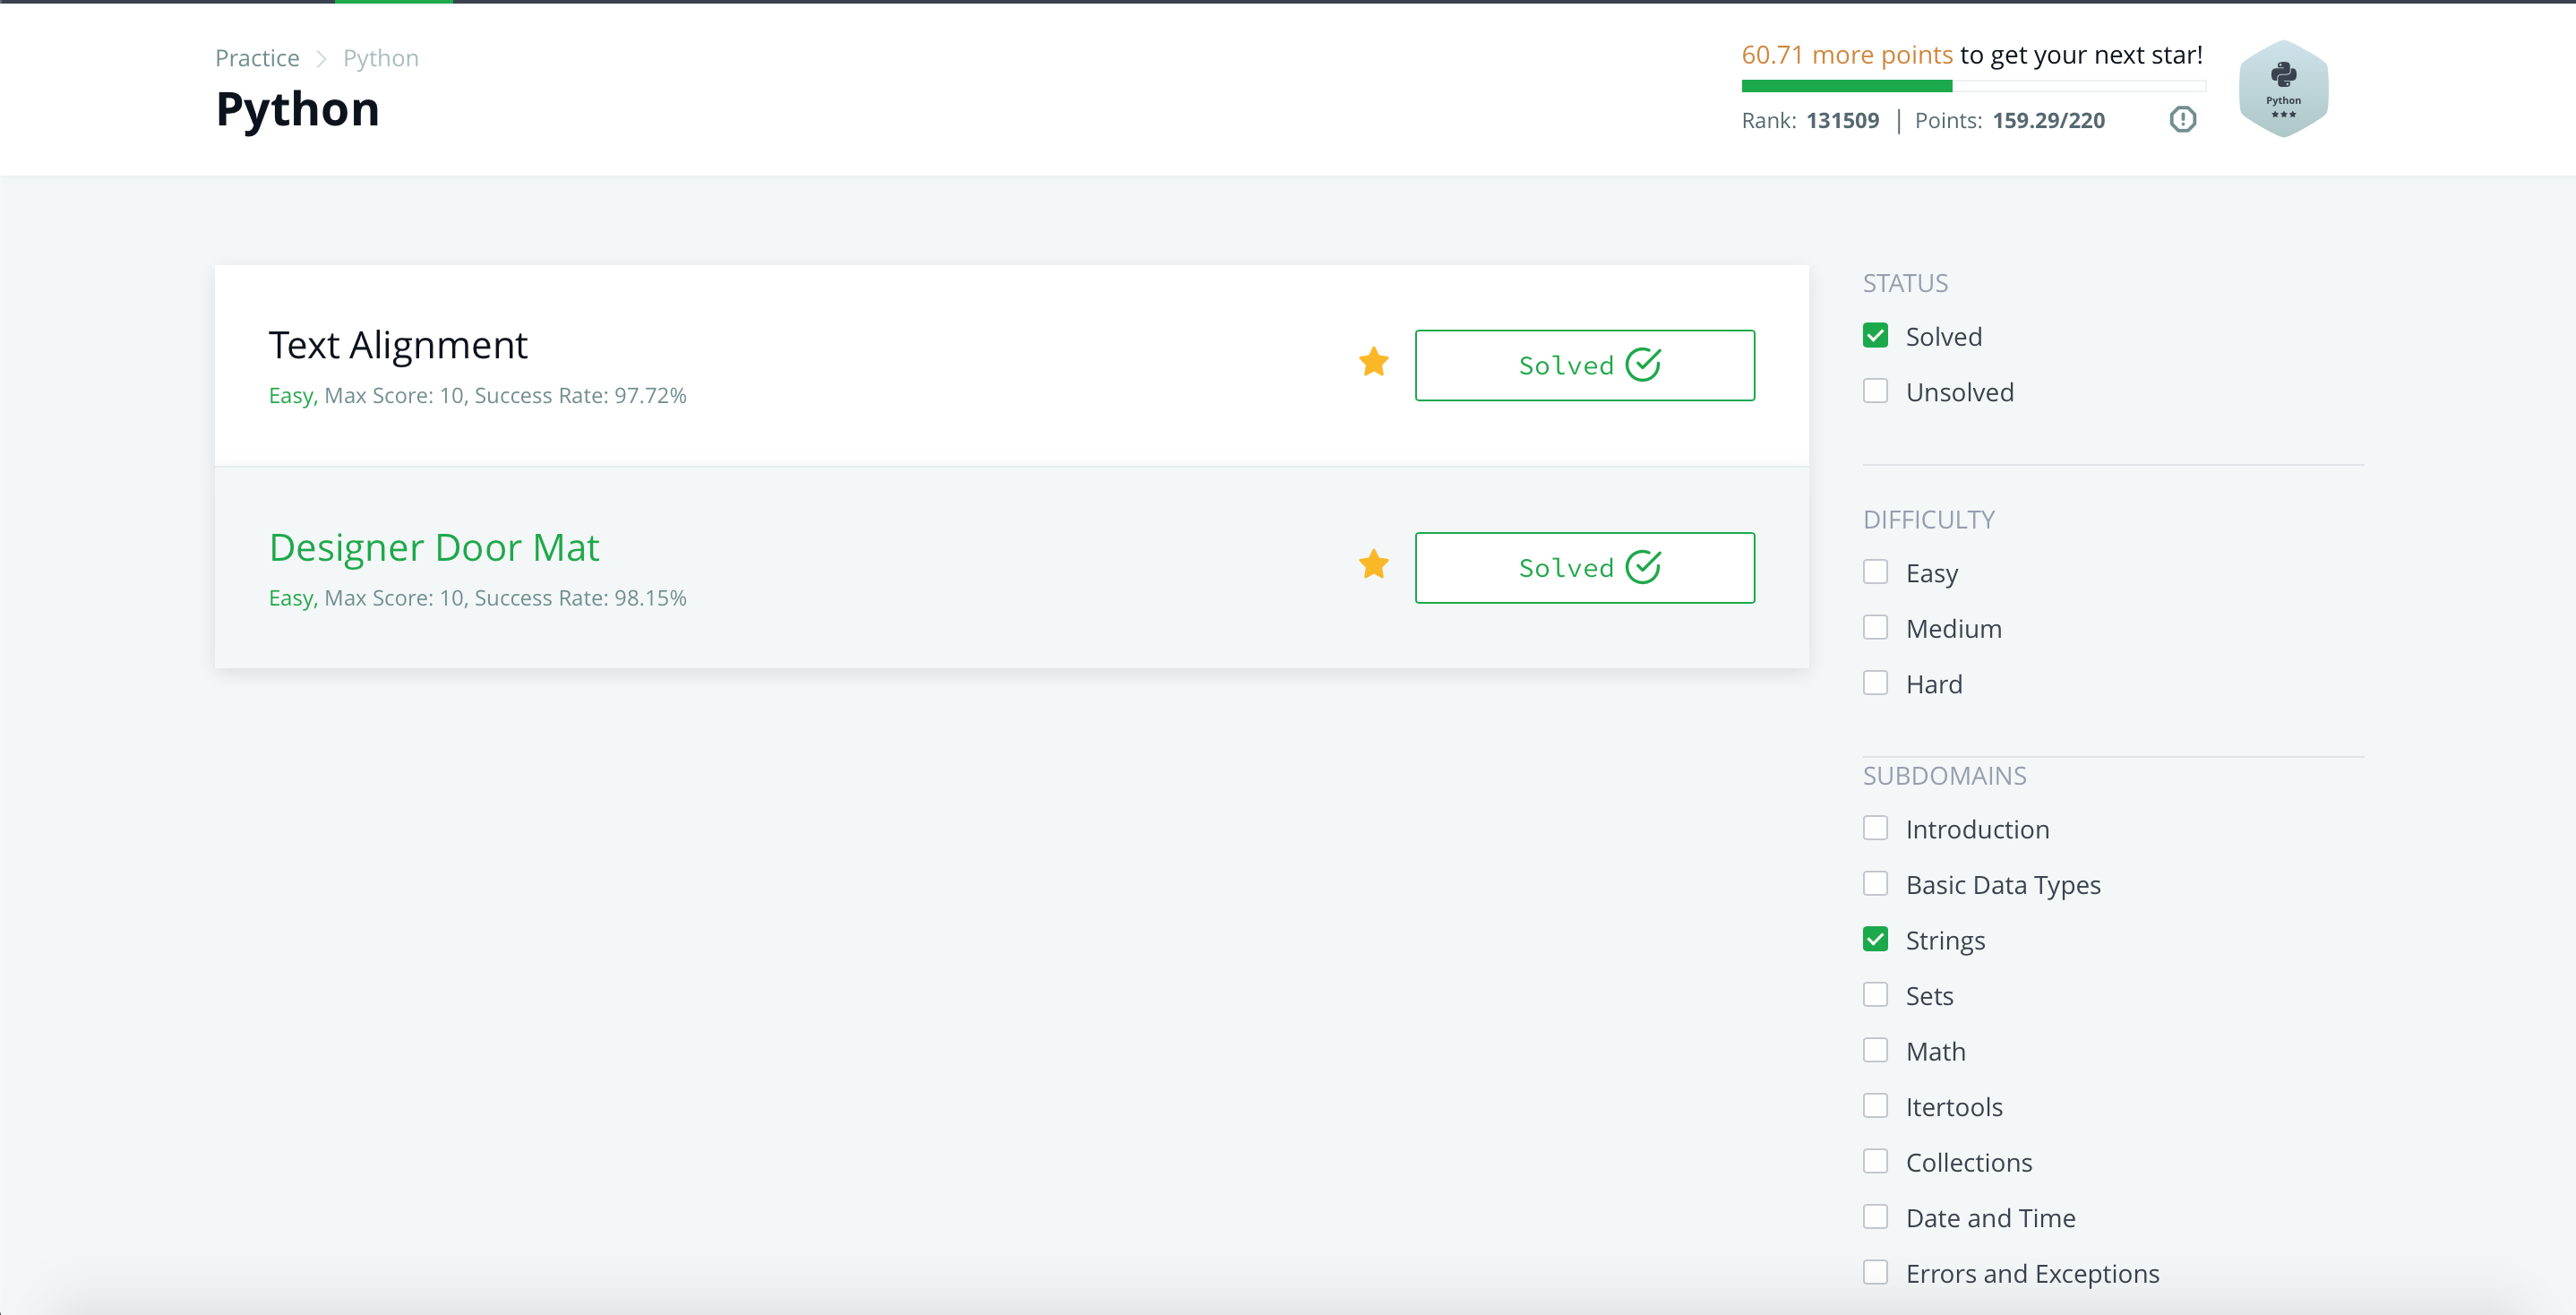 Practice > Python
Python
60.71 more points to get your next star!
Rank: 131509 | Points: 159.29/220
Python
Text Alignment
Easy, Max Score: 10, Success Rate: 97.72%
Solved
Designer Door Mat
Easy, Max Score: 10, Success Rate: 98.15%
Solved
STATUS
Solved
Unsolved
DIFFICULTY
Easy
Medium
Hard
SUBDOMAINS
Introduction
Basic Data Types
Strings
Sets
Math
Itertools
Collections
Date and Time
Errors and Exceptions